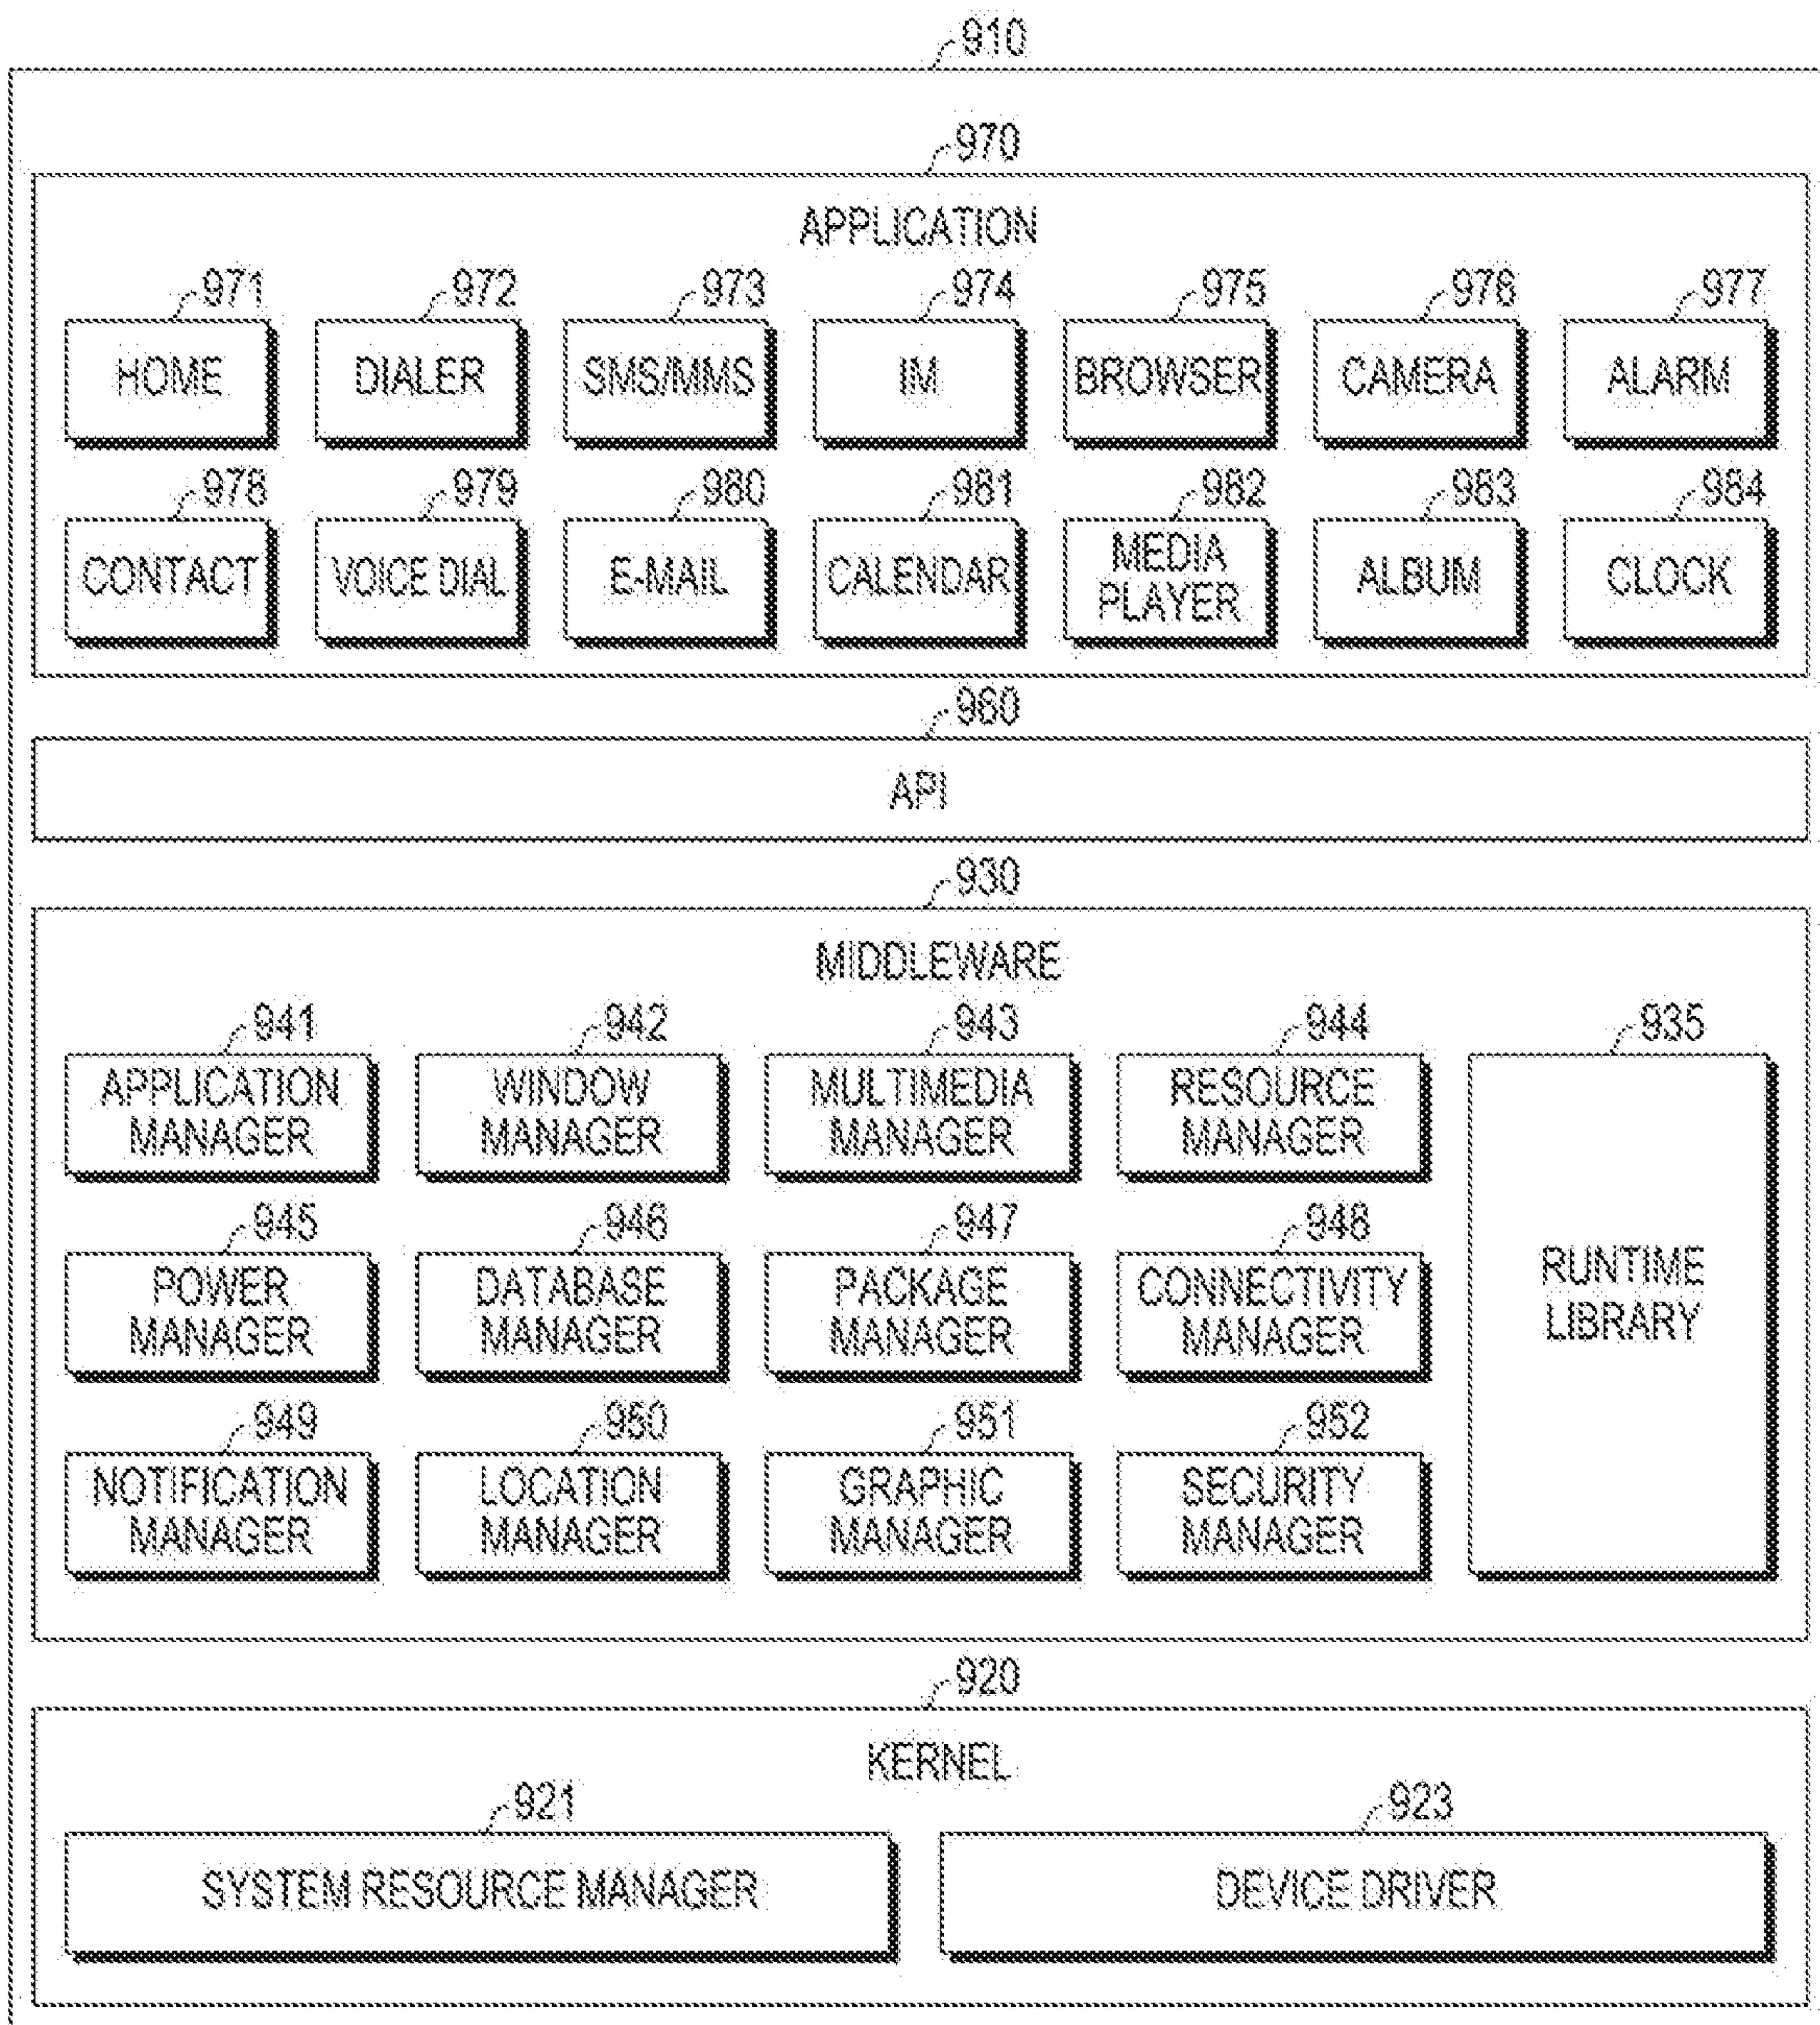 910
970
APPLICATION
971 972 973 974 975 976 977
HOME DIALER SMS/MMS IM BROWSER CAMERA ALARM
978 979 980 981 982 983 984
CONTACT VOICE DIAL E-MAIL CALENDAR MEDIA PLAYER ALBUM CLOCK
960
API
930
MIDDLEWARE
941 942 943 944 935
APPLICATION WINDOW MULTIMEDIA RESOURCE
MANAGER MANAGER MANAGER MANAGER
945 946 947 948
POWER DATABASE PACKAGE CONNECTIVITY RUNTIME
MANAGER MANAGER MANAGER MANAGER LIBRARY
949 950 951 952
NOTIFICATION LOCATION GRAPHIC SECURITY
MANAGER MANAGER MANAGER MANAGER
920
KERNEL
921 923
SYSTEM RESOURCE MANAGER DEVICE DRIVER